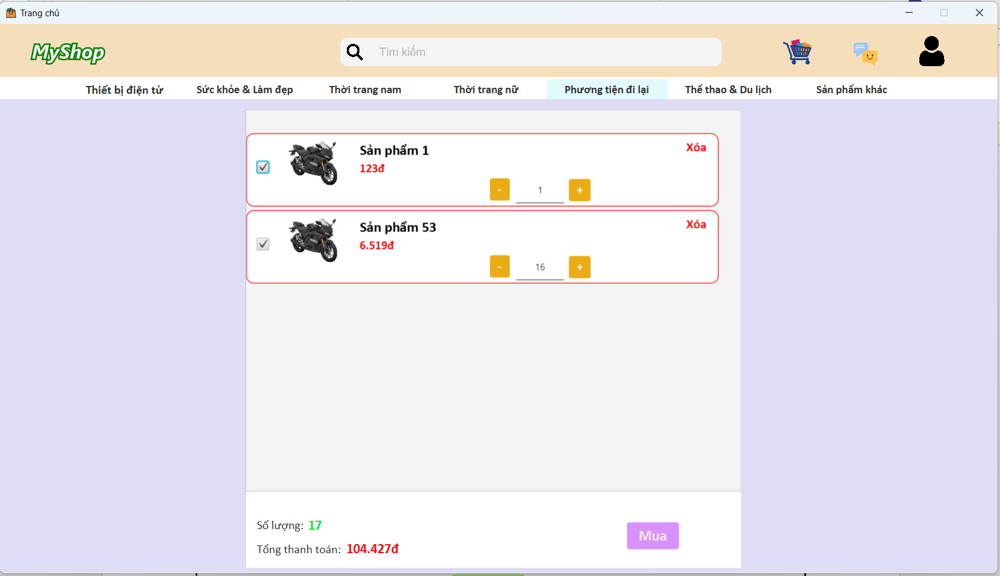 Trang chủ
MyShop
Tìm kiếm
Thiết bị điện tử
Sức khỏe & Làm đẹp
Thời trang nam
Thời trang nữ
Phương tiện đi lại
Thể thao & Du lịch
Sản phẩm khác
Sản phẩm 1
Xóa
123đ
- 1 +
Sản phẩm 53
Xóa
6.519đ
- 16 +
Số lượng: 17
Mua
Tổng thanh toán: 104.427đ